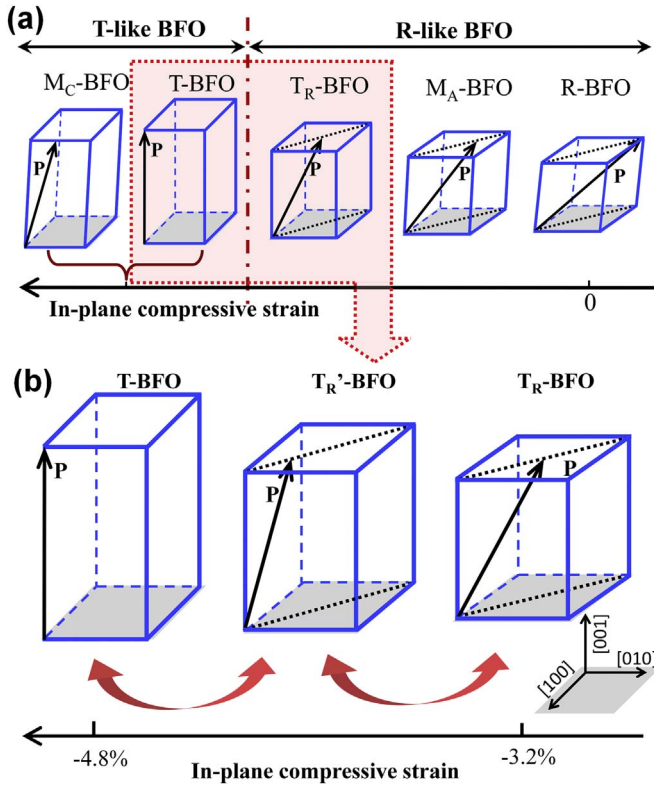 (a)
T-like BFO R-like BFO
M_C-BFO T-BFO T_R-BFO M_A-BFO R-BFO
P P P P P
In-plane compressive strain 0
(b)
T-BFO T_R’-BFO T_R-BFO
P P P
[001]
[100] [010]
-4.8% -3.2%
In-plane compressive strain